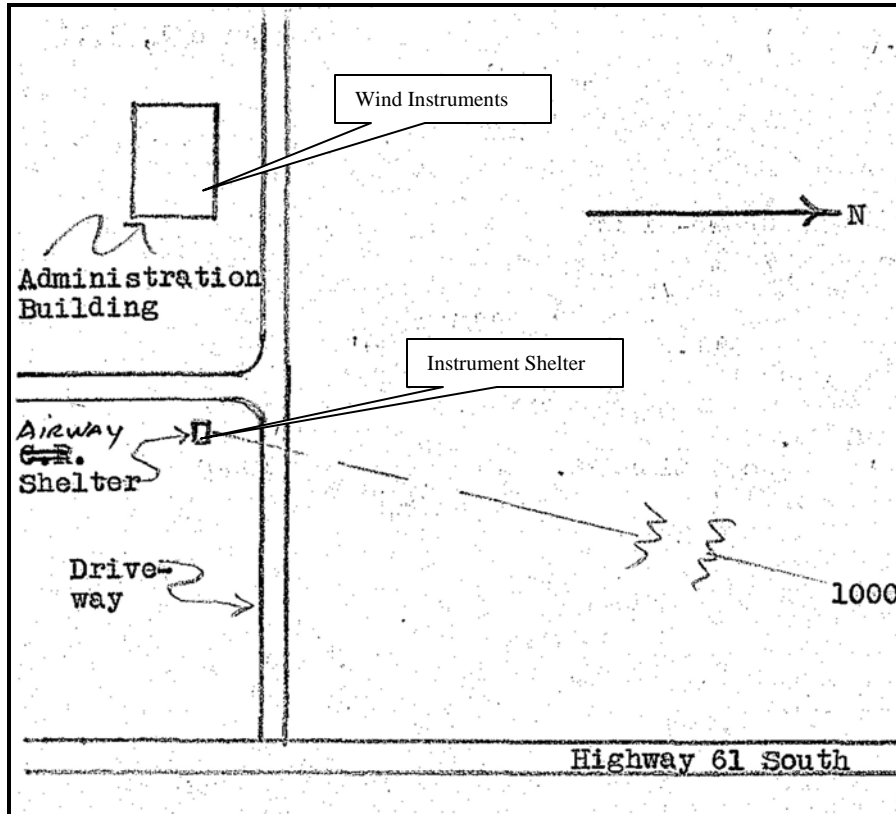 Wind Instruments
N
Administration
Building
Instrument Shelter
AIRWAY
C.R.
Shelter
Drive-
way
1000
Highway 61 South